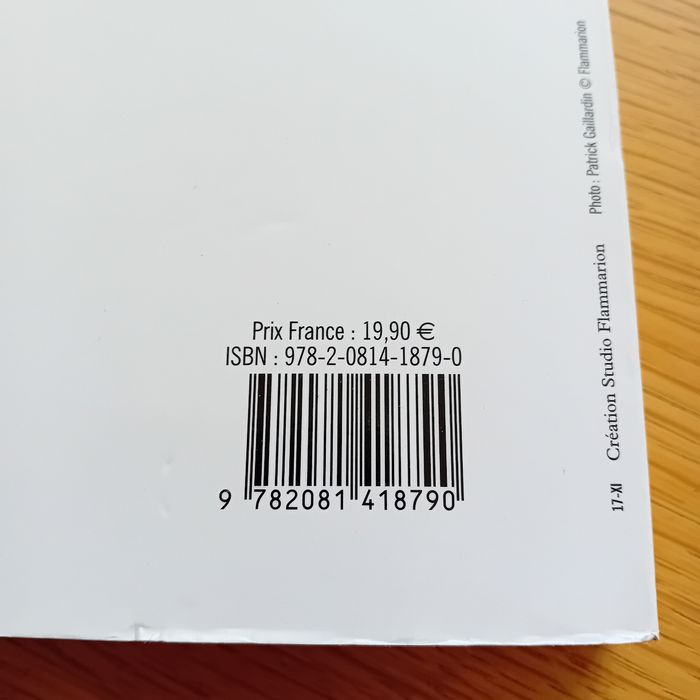 Prix France : 19,90 €
ISBN : 978-2-0814-1879-0
9 782081 418790
Photo : Patrick Gaillardin © Flammarion
17-XI Création Studio Flammarion